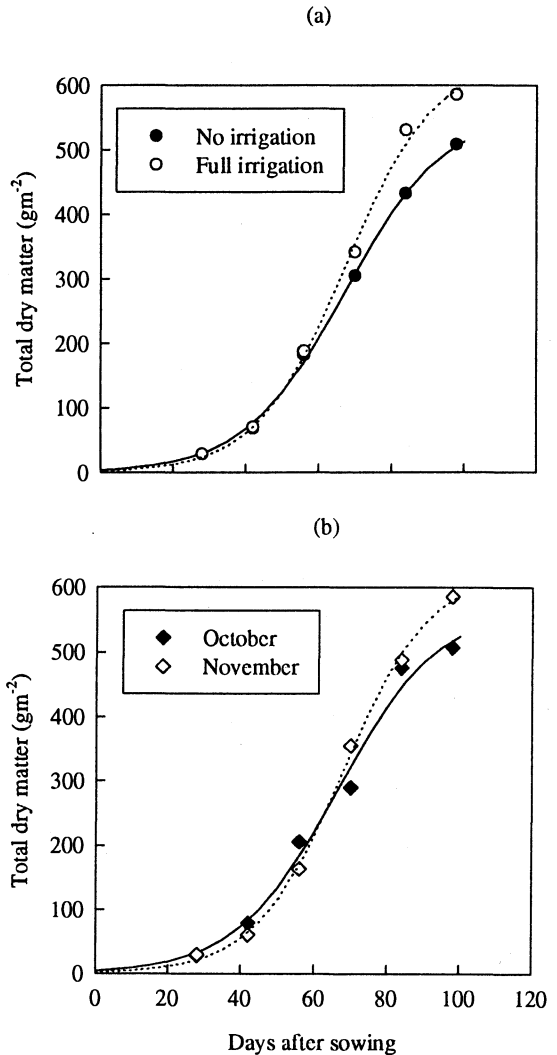 (a)
600
500
400
300
200
100
0
Total dry matter (gm-2)
No irrigation
Full irrigation
(b)
600
500
400
300
200
100
0
Total dry matter (gm-2)
October
November
0 20 40 60 80 100 120
Days after sowing